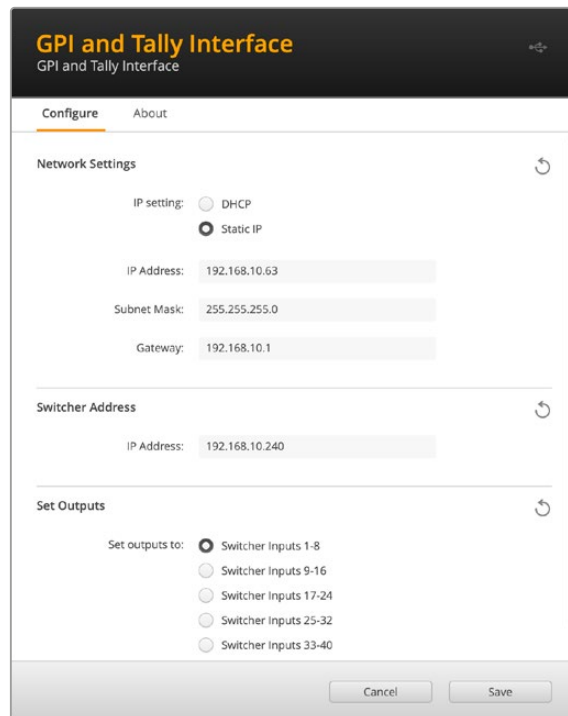 GPI and Tally Interface
GPI and Tally Interface
Configure About
Network Settings
IP setting: DHCP
Static IP
IP Address: 192.168.10.63
Subnet Mask: 255.255.255.0
Gateway: 192.168.10.1
Switcher Address
IP Address: 192.168.10.240
Set Outputs
Set outputs to: Switcher Inputs 1-8
Switcher Inputs 9-16
Switcher Inputs 17-24
Switcher Inputs 25-32
Switcher Inputs 33-40
Cancel Save